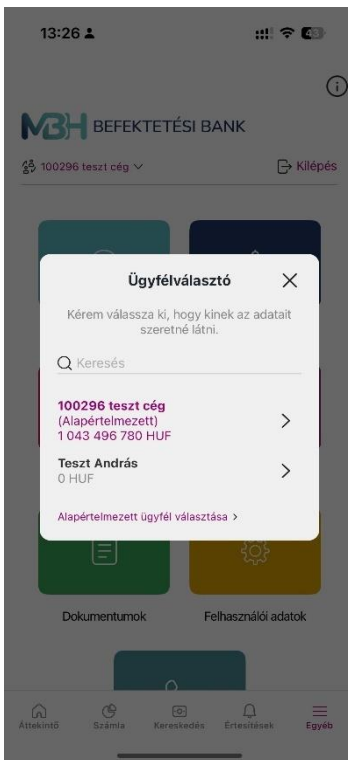 13:26
43
MBH BEFEKTETÉSI BANK
100296 teszt cég
Kilépés
Ügyfélválasztó
Kérem válassza ki, hogy kinek az adatait
szeretné látni.
Keresés
100296 teszt cég
(Alapértelmezett)
1 043 496 780 HUF
Teszt András
0 HUF
Alapértelmezett ügyfél választása
Dokumentumok
Felhasználói adatok
Áttekintő
Számla
Kereskedés
Értesítések
Egyéb